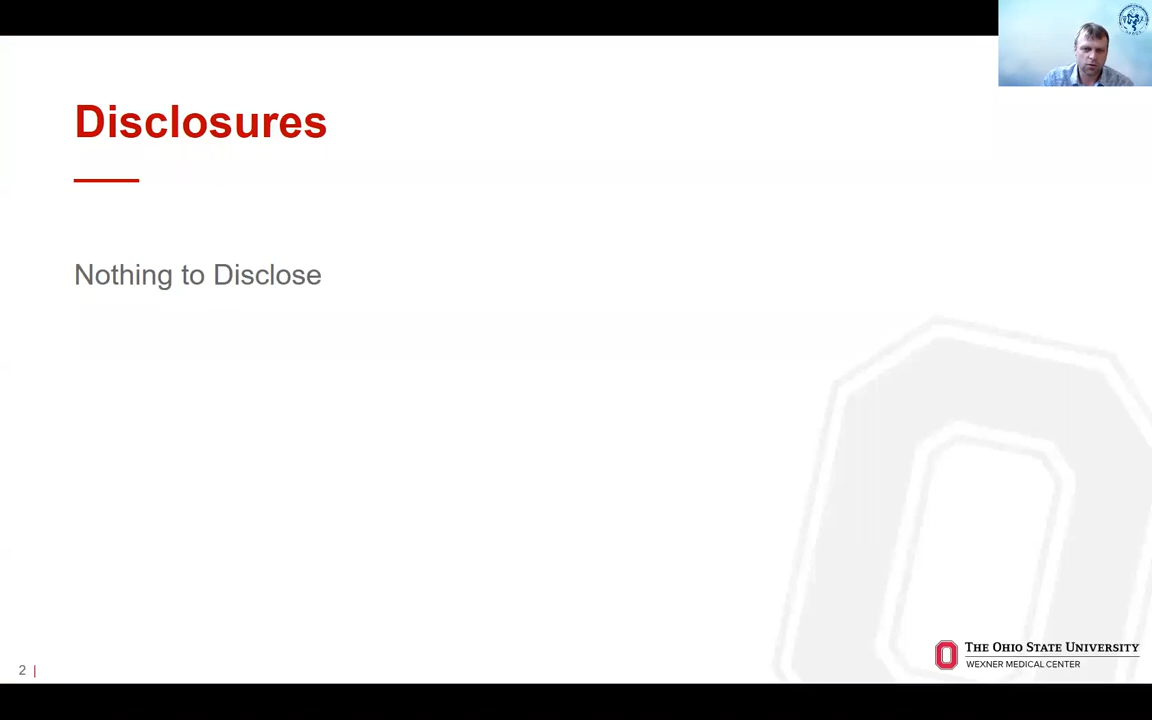 Disclosures
Nothing to Disclose
THE OHIO STATE UNIVERSITY
WEXNER MEDICAL CENTER
2 |